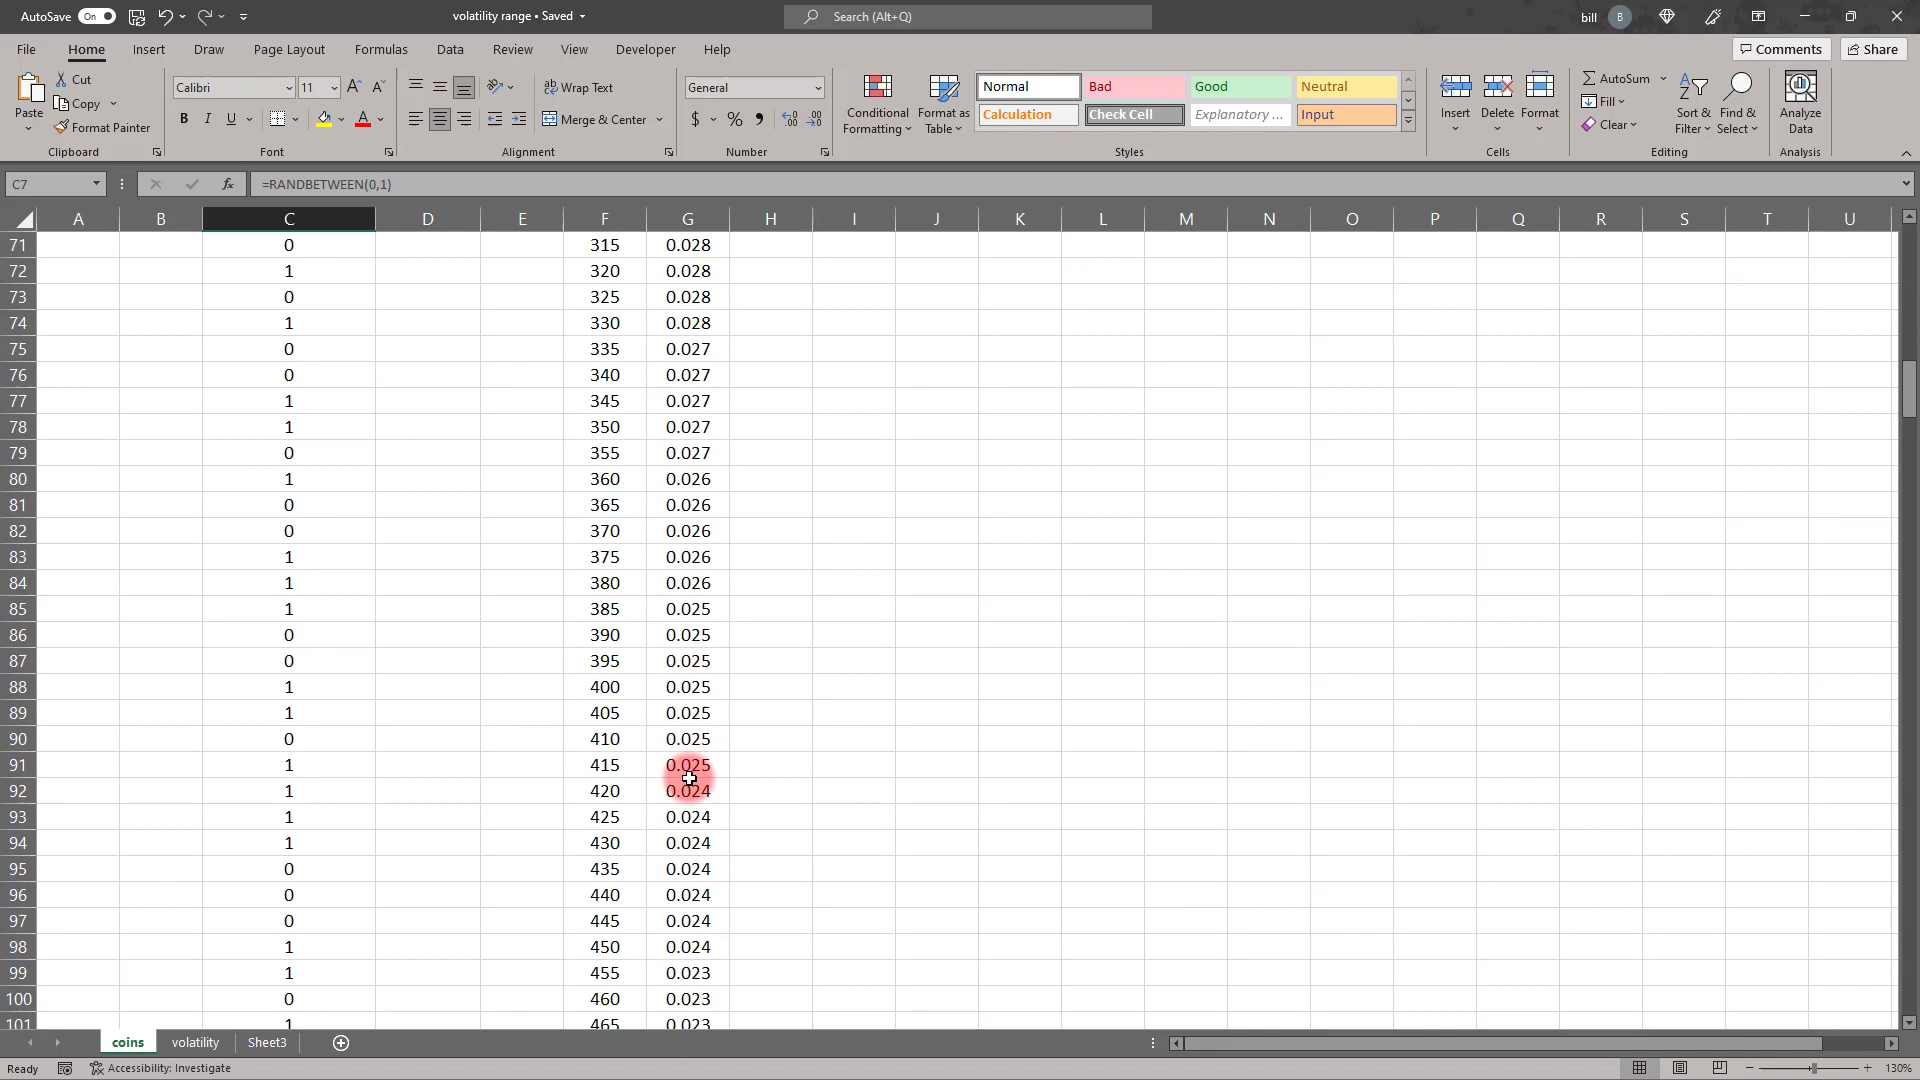 AutoSave On volatility range • Saved Search (Alt+Q) bill B
File Home Insert Draw Page Layout Formulas Data Review View Developer Help Comments Share
Paste Cut Copy Format Painter Clipboard
Calibri 11 A A B I U A Font
ab Wrap Text Merge & Center Alignment
General $ % 9 Number
Conditional Formatting Format as Table
Normal Bad Good Neutral
Calculation Check Cell Explanatory ... Input
Styles
Insert Delete Format Cells
AutoSum Fill Clear Sort & Filter Find & Select Editing
Analyze Data Analysis
C7 fx =RANDBETWEEN(0,1)
A B C D E F G H I J K L M N O P Q R S T U
71 0 315 0.028
72 1 320 0.028
73 0 325 0.028
74 1 330 0.028
75 0 335 0.027
76 0 340 0.027
77 1 345 0.027
78 1 350 0.027
79 0 355 0.027
80 1 360 0.026
81 0 365 0.026
82 0 370 0.026
83 1 375 0.026
84 1 380 0.026
85 1 385 0.025
86 0 390 0.025
87 0 395 0.025
88 1 400 0.025
89 1 405 0.025
90 0 410 0.025
91 1 415 0.025
92 1 420 0.024
93 1 425 0.024
94 1 430 0.024
95 0 435 0.024
96 0 440 0.024
97 0 445 0.024
98 1 450 0.024
99 1 455 0.023
100 0 460 0.023
101 1 465 0.023
coins volatility Sheet3
Ready Accessibility: Investigate 130%